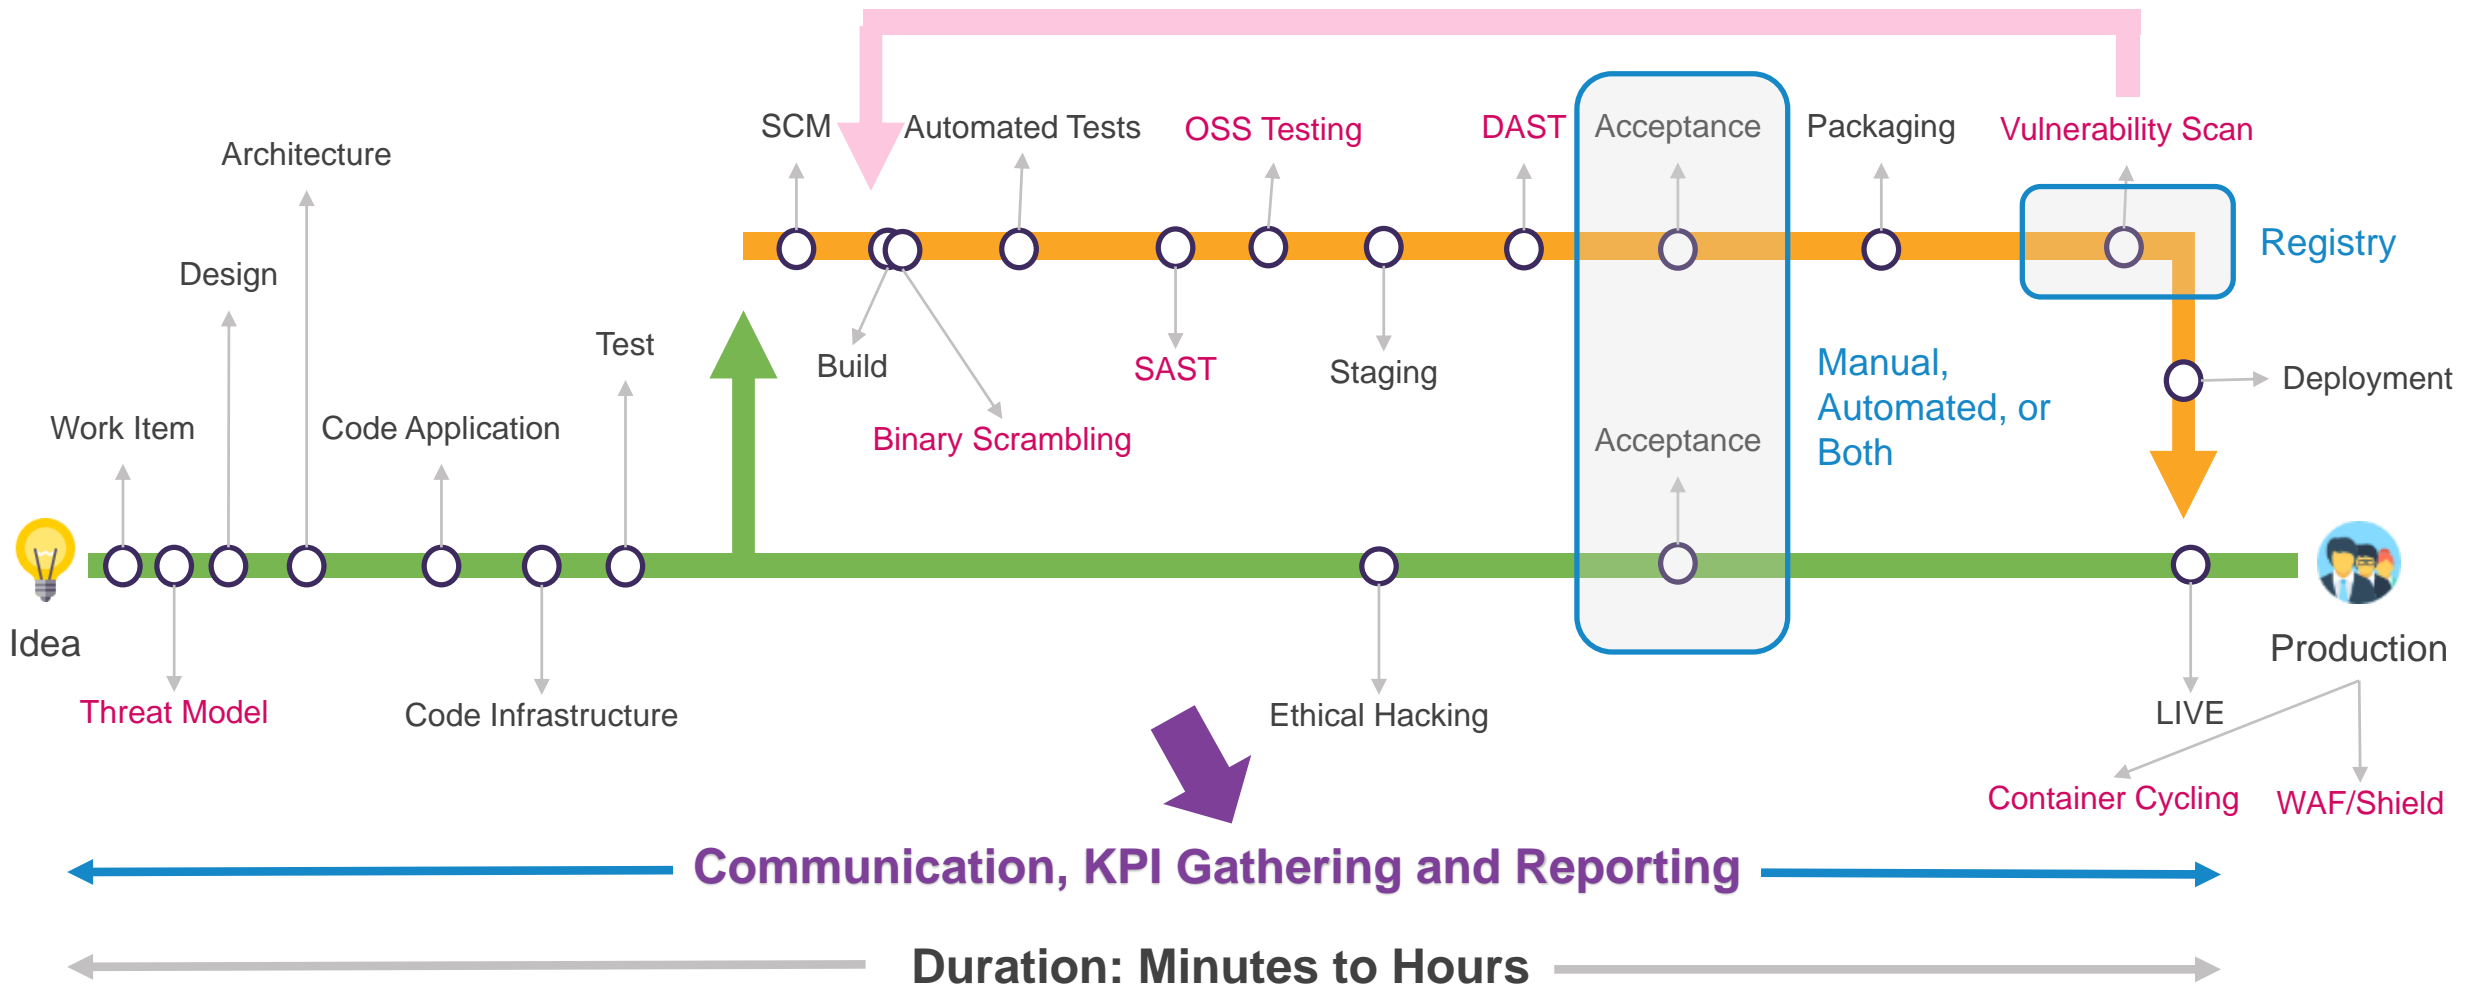 SCM
Automated Tests
OSS Testing
DAST
Acceptance
Packaging
Vulnerability Scan
Architecture
Registry
Design
Test
Build
SAST
Staging
Manual,
Automated, or
Both
Deployment
Work Item
Code Application
Binary Scrambling
Acceptance
Idea
Production
Threat Model
Code Infrastructure
Ethical Hacking
LIVE
Container Cycling
WAF/Shield
Communication, KPI Gathering and Reporting
Duration: Minutes to Hours